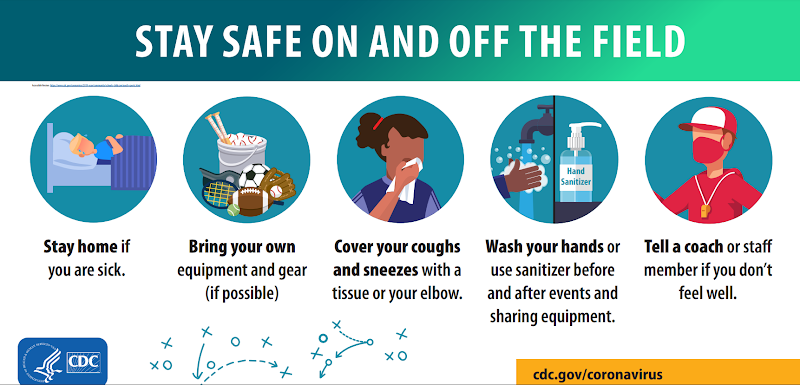 STAY SAFE ON AND OFF THE FIELD
Hand
Sanitizer
Stay home if
you are sick.
Bring your own
equipment and gear
(if possible)
Cover your coughs
and sneezes with a
tissue or your elbow.
Wash your hands or
use sanitizer before
and after events and
sharing equipment.
Tell a coach or staff
member if you don't
feel well.
CDC
cdc.gov/coronavirus